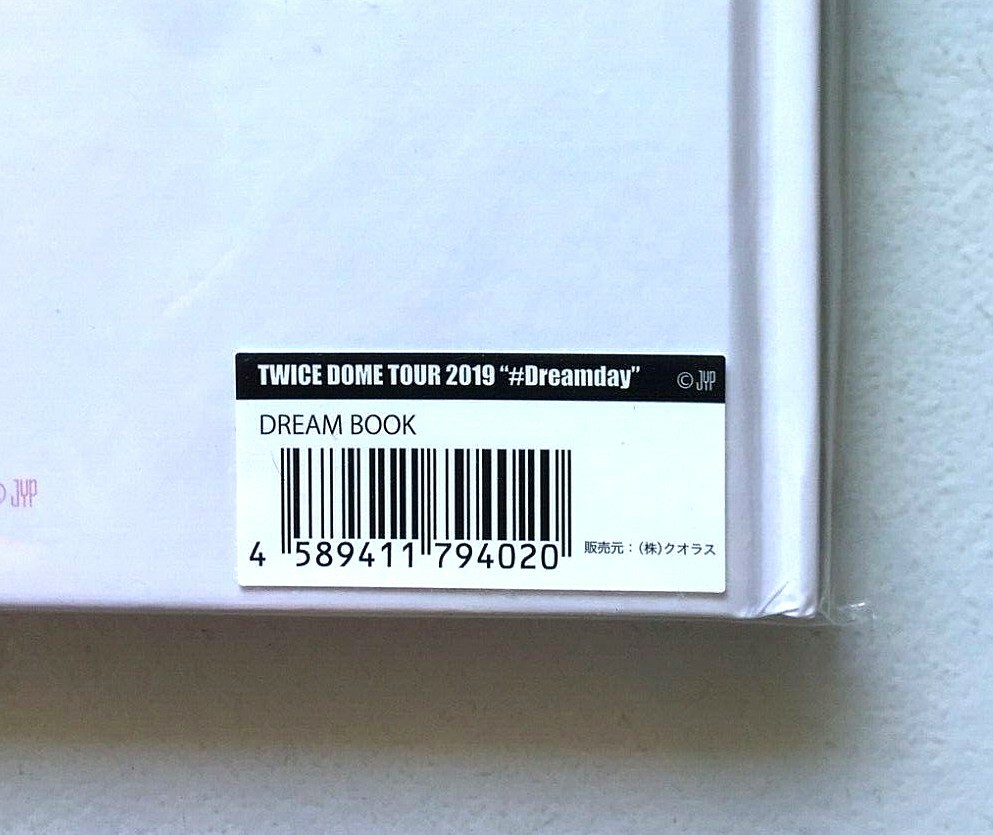 TWICE DOME TOUR 2019 “#Dreamday”
© JYP
DREAM BOOK
4 589411 794020
販売元：(株)クオラス
© JYP